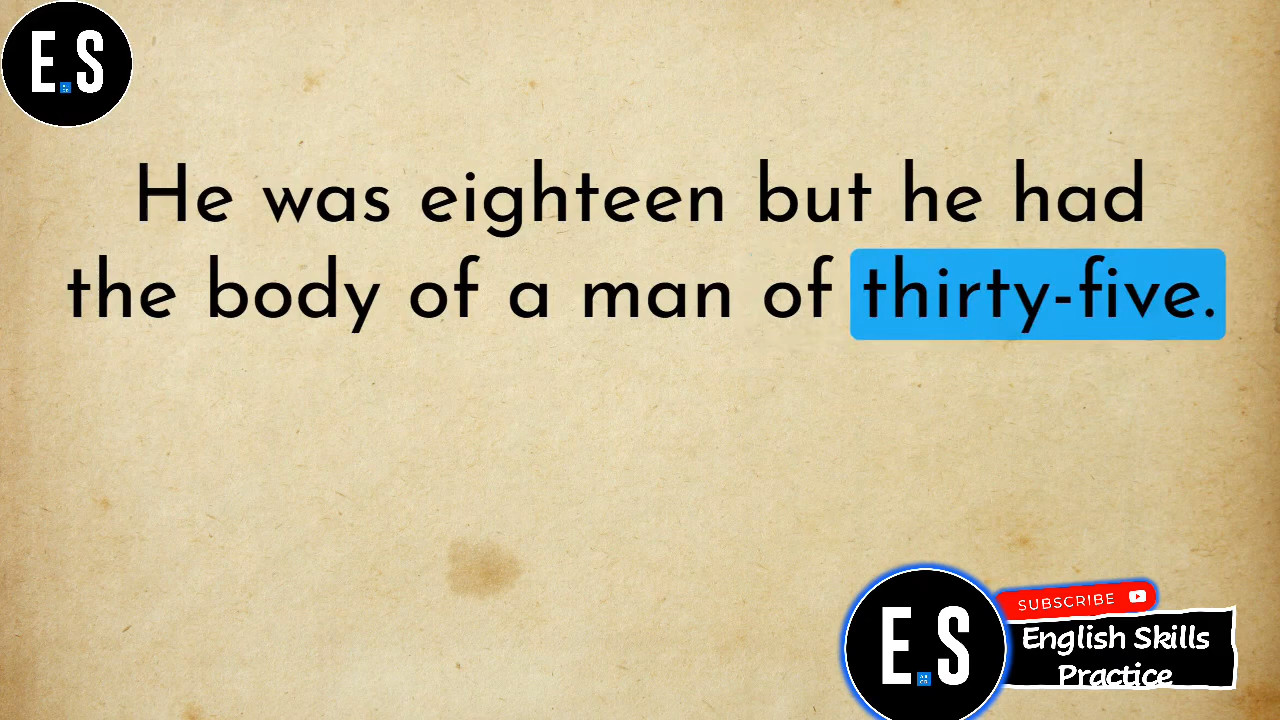 E.S
He was eighteen but he had
the body of a man of thirty-five.
SUBSCRIBE
E.S
English Skills
Practice